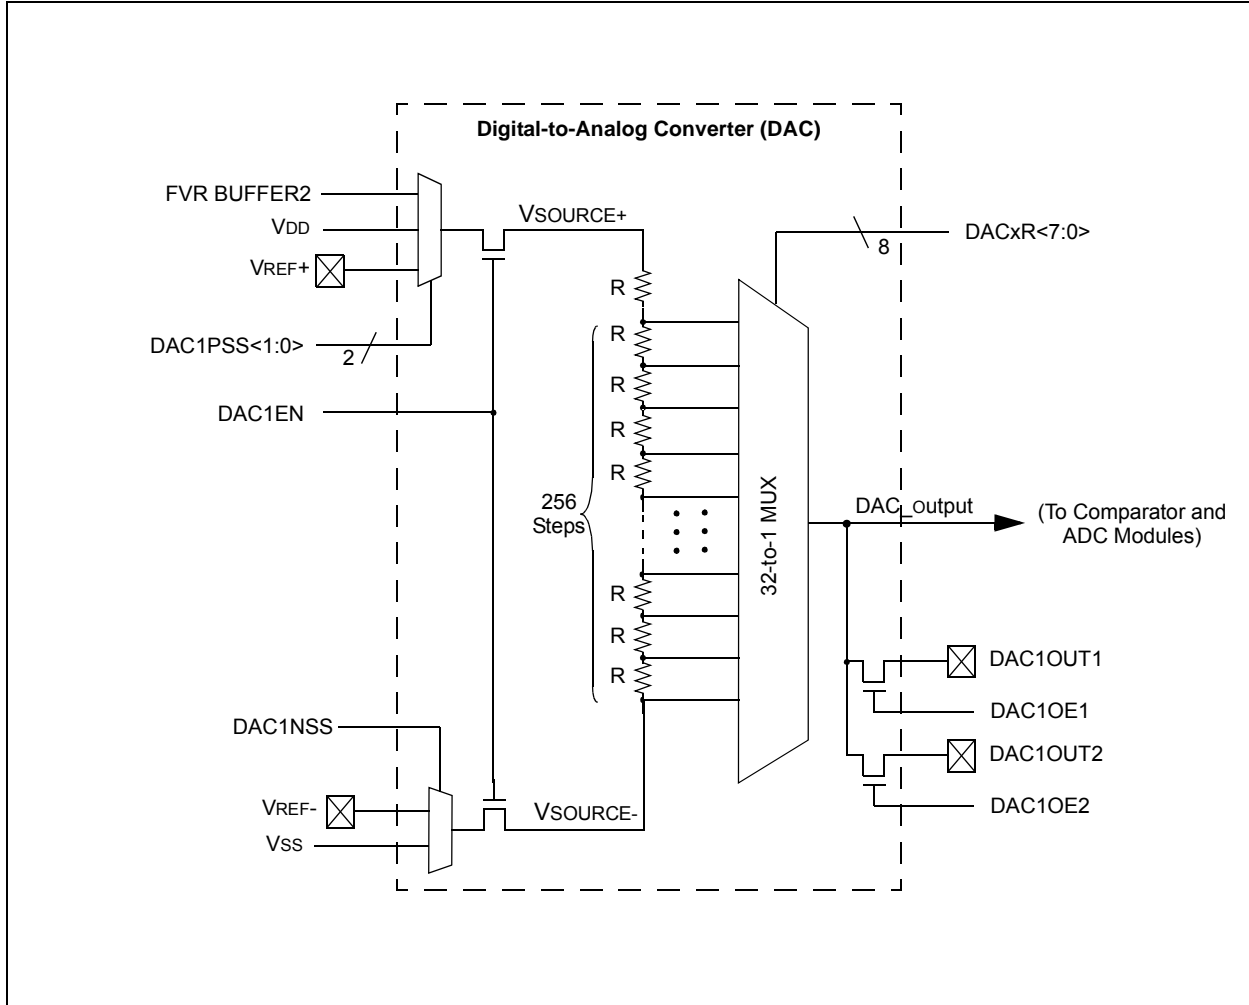 Digital-to-Analog Converter (DAC)
FVR BUFFER2
VDD
VREF+
DAC1PSS<1:0>
2
DAC1EN
VSOURCE+
R
R
R
R
R
256
Steps
R
R
R
32-to-1 MUX
8
DACxR<7:0>
DAC_output
(To Comparator and
ADC Modules)
DAC1OUT1
DAC1OE1
DAC1OUT2
DAC1OE2
DAC1NSS
VREF-
VSS
VSOURCE-